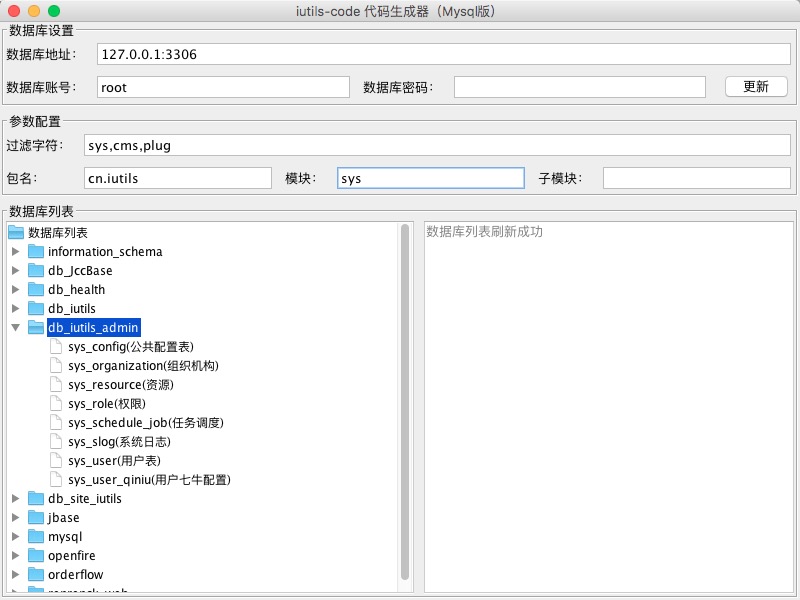 iutils-code 代码生成器（Mysql版）
数据库设置
数据库地址： 127.0.0.1:3306
数据库账号： root 数据库密码： 更新
参数配置
过滤字符： sys,cms,plug
包名： cn.iutils 模块： sys 子模块：
数据库列表
数据库列表 数据库列表刷新成功
information_schema
db_JccBase
db_health
db_iutils
db_iutils_admin
sys_config(公共配置表)
sys_organization(组织机构)
sys_resource(资源)
sys_role(权限)
sys_schedule_job(任务调度)
sys_slog(系统日志)
sys_user(用户表)
sys_user_qiniu(用户七牛配置)
db_site_iutils
jbase
mysql
openfire
orderflow